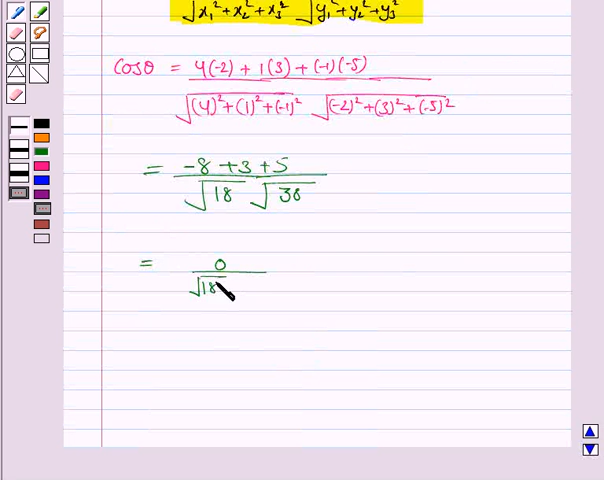 √x₁²+x₂²+x₃² √y₁²+y₂²+y₃²
cosθ = 4(-2) + 1(3) + (-1)(-5)
√(4)²+(1)²+(-1)² √(-2)²+(3)²+(-5)²
= -8 +3 +5
√18 √38
= 0
√18